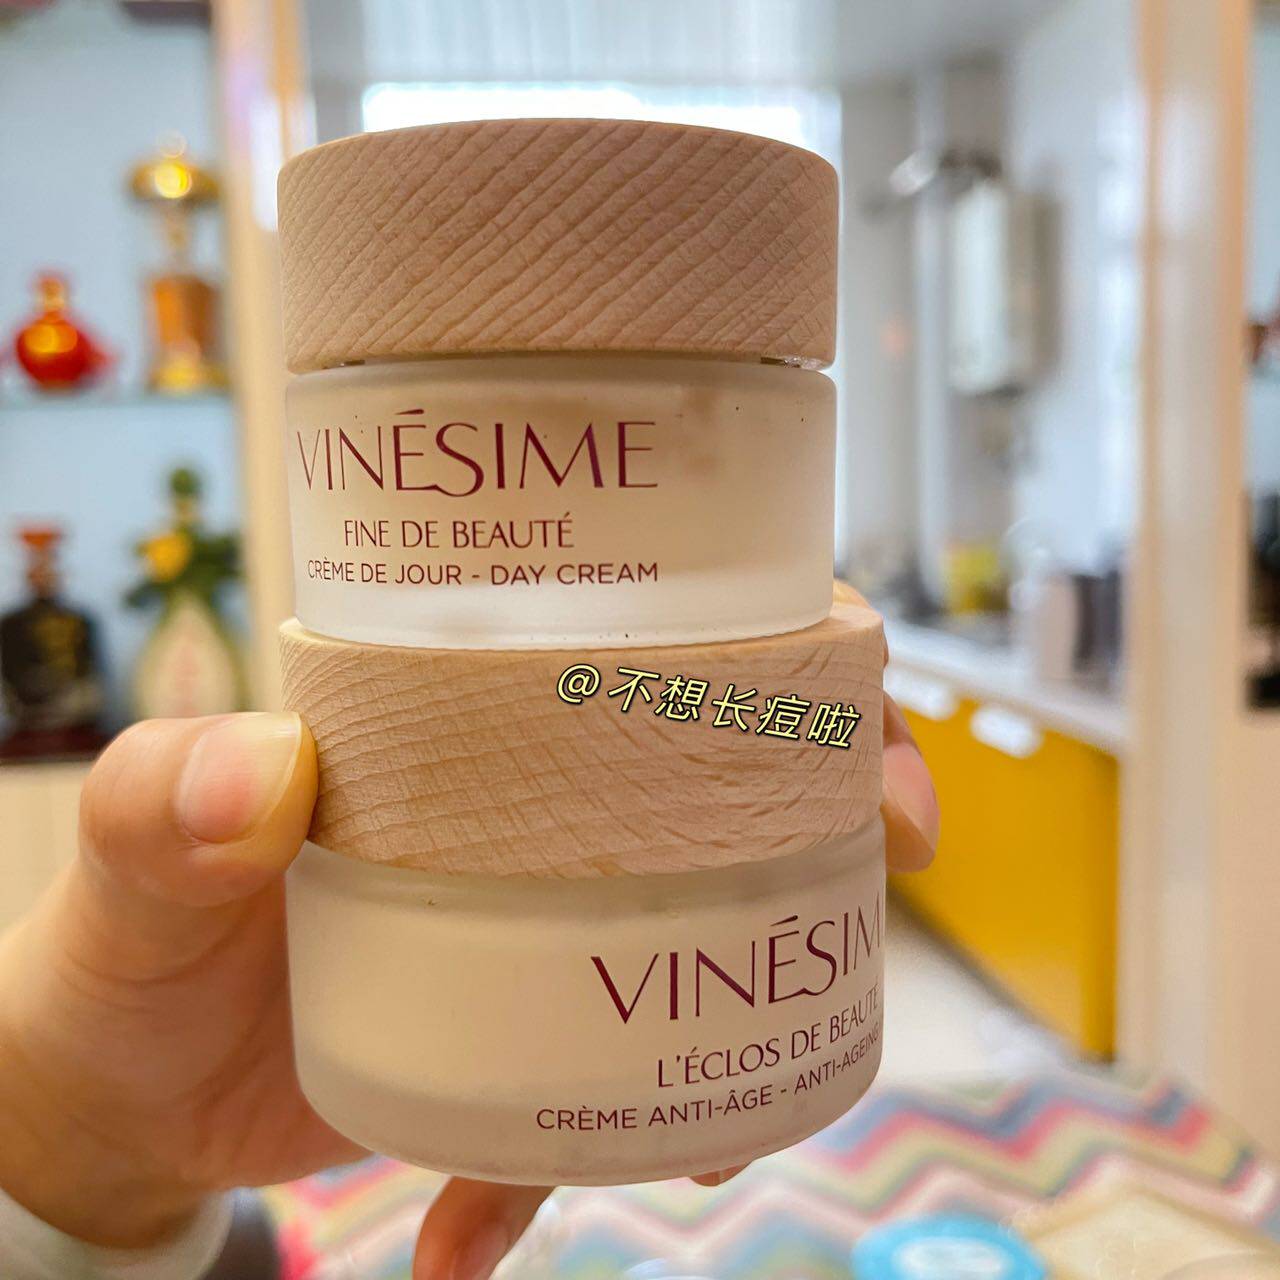 VINÉSIME
FINE DE BEAUTÉ
CRÈME DE JOUR - DAY CREAM
@不想长痘啦
VINÉSIM
L'ÉCLOS DE BEAUTÉ
CRÈME ANTI-ÂGE - ANTI-AGEING